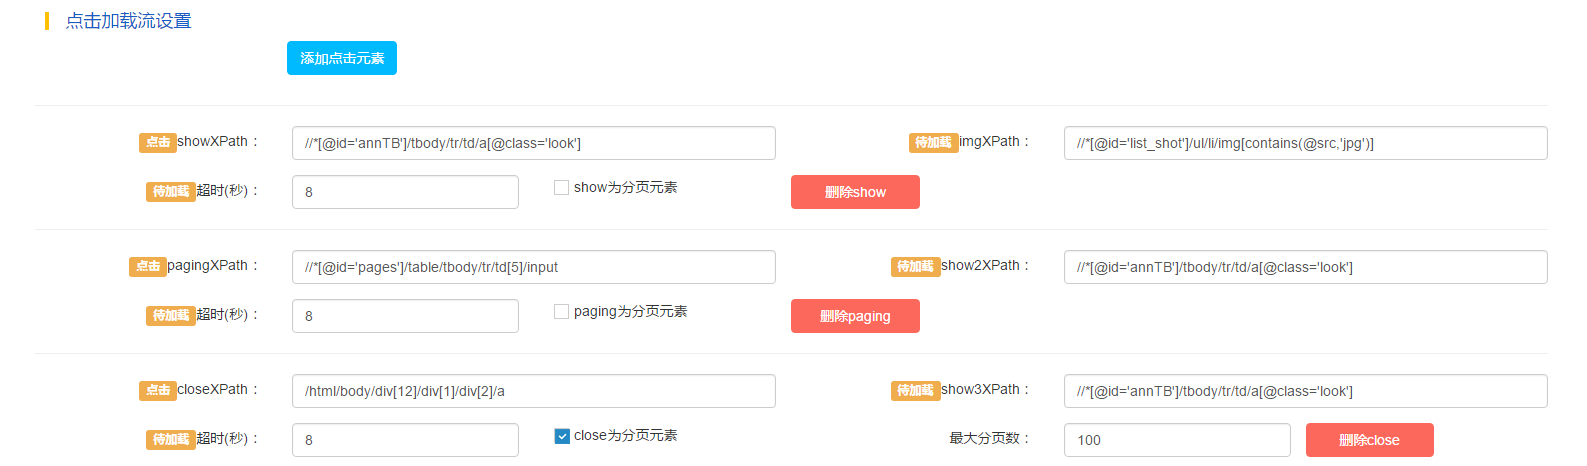 点击加载流设置
添加点击元素
点击 showXPath： //*[@id='annTB']/tbody/tr/td/a[@class='look'] 待加载 imgXPath： //*[@id='list_shot']/ul/li/img[contains(@src,'jpg')]
待加载 超时(秒)： 8 show为分页元素 删除show
点击 pagingXPath： //*[@id='pages']/table/tbody/tr/td[5]/input 待加载 show2XPath： //*[@id='annTB']/tbody/tr/td/a[@class='look']
待加载 超时(秒)： 8 paging为分页元素 删除paging
点击 closeXPath： /html/body/div[12]/div[1]/div[2]/a 待加载 show3XPath： //*[@id='annTB']/tbody/tr/td/a[@class='look']
待加载 超时(秒)： 8 close为分页元素 最大分页数： 100 删除close